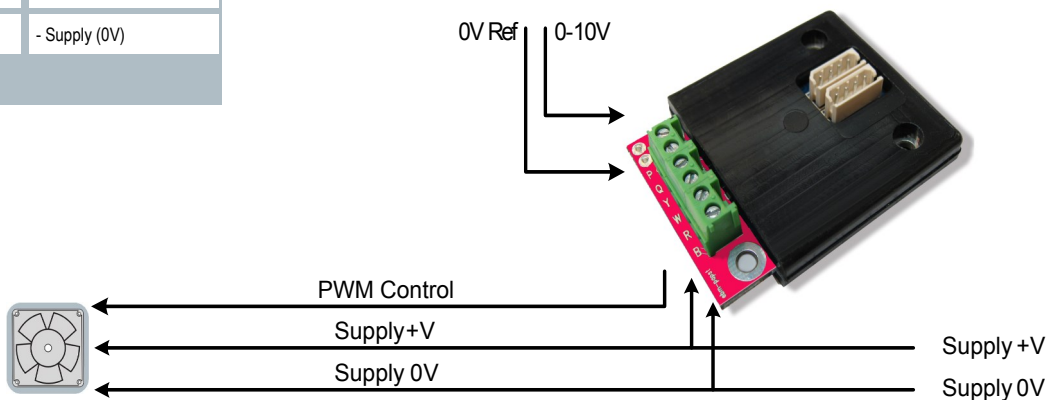 - Supply (0V)
0V Ref
0-10V
P
Q
Y
W
R
B
PWM Control
Supply+V
Supply 0V
Supply +V
Supply 0V